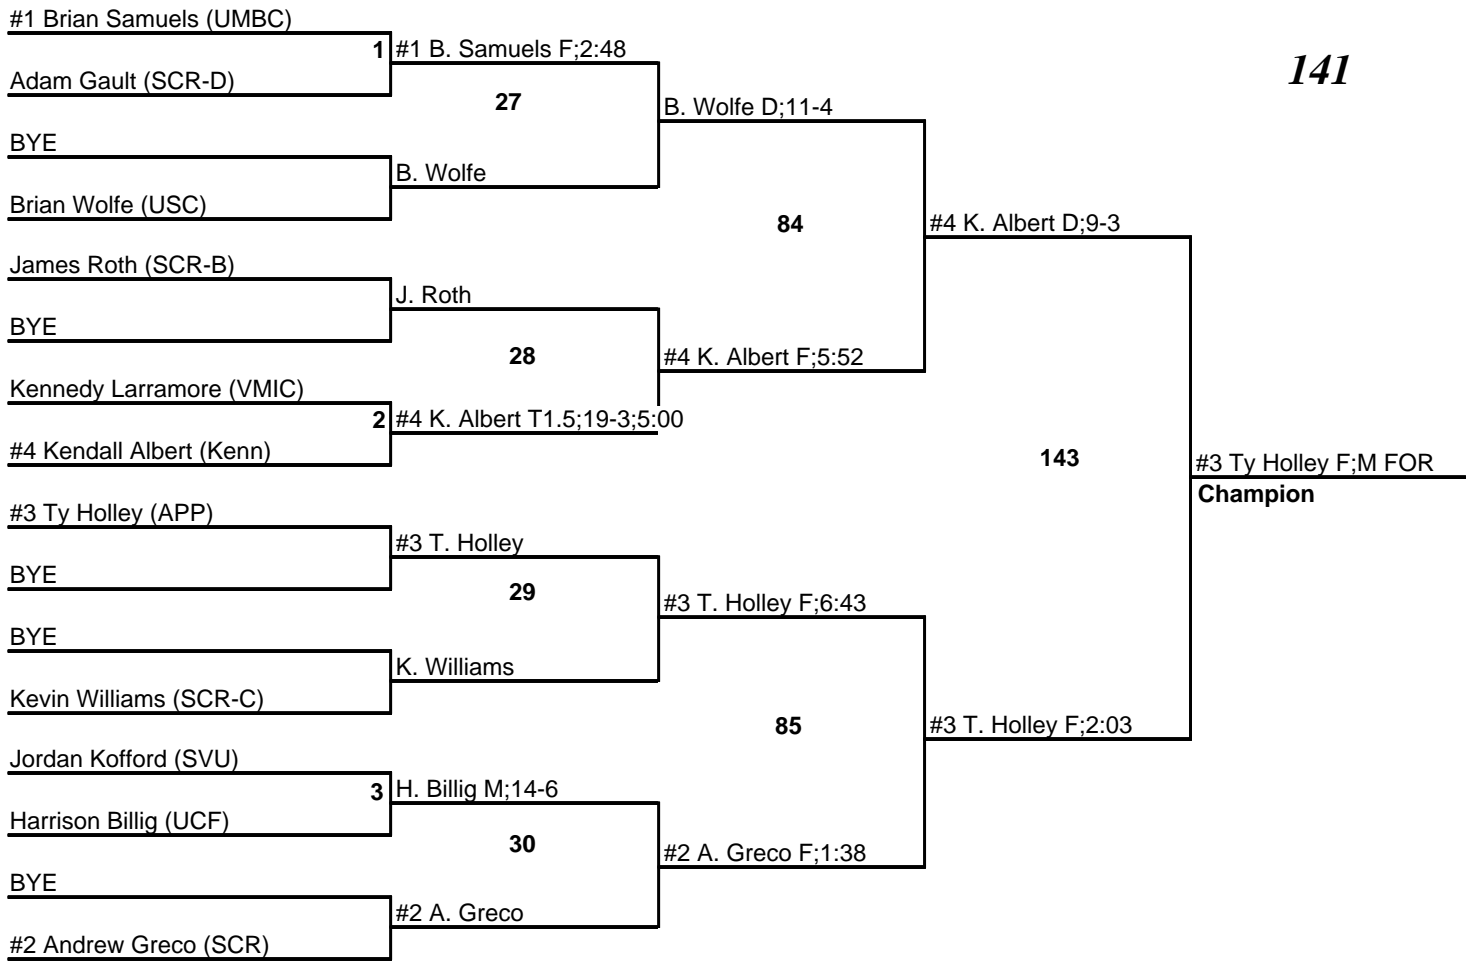 #1 Brian Samuels (UMBC)
1
#1 B. Samuels F;2:48
141
Adam Gault (SCR-D)
27
B. Wolfe D;11-4
BYE
B. Wolfe
Brian Wolfe (USC)
84
#4 K. Albert D;9-3
James Roth (SCR-B)
J. Roth
BYE
28
#4 K. Albert F;5:52
Kennedy Larramore (VMIC)
2
#4 K. Albert T1.5;19-3;5:00
#4 Kendall Albert (Kenn)
143
#3 Ty Holley F;M FOR
Champion
#3 Ty Holley (APP)
#3 T. Holley
BYE
29
#3 T. Holley F;6:43
BYE
K. Williams
Kevin Williams (SCR-C)
85
#3 T. Holley F;2:03
Jordan Kofford (SVU)
3
H. Billig M;14-6
Harrison Billig (UCF)
30
#2 A. Greco F;1:38
BYE
#2 A. Greco
#2 Andrew Greco (SCR)